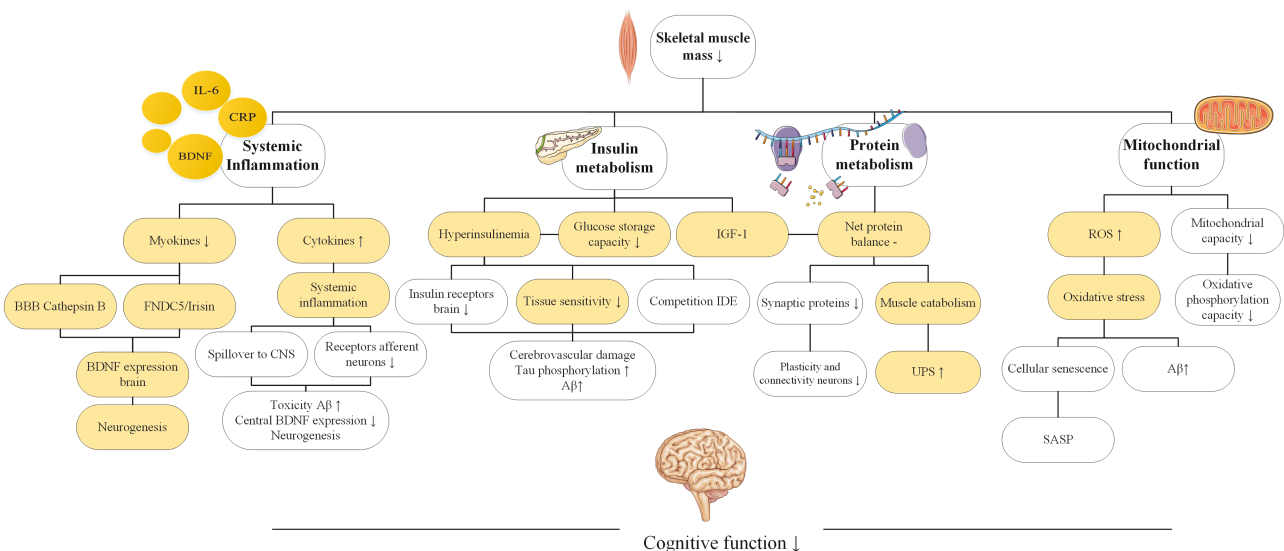 Skeletal muscle
mass ↓
IL-6
CRP
BDNF
Systemic
Inflammation
Insulin
metabolism
Protein
metabolism
Mitochondrial
function
Myokines ↓
Cytokines ↑
Hyperinsulinemia
Glucose storage
capacity ↓
IGF-1
Net protein
balance -
ROS ↑
Mitochondrial
capacity ↓
BBB Cathepsin B
FNDC5/Irisin
Systemic
inflammation
Insulin receptors
brain ↓
Tissue sensitivity ↓
Competition IDE
Synaptic proteins ↓
Muscle catabolism
Oxidative stress
Oxidative
phosphorylation
capacity ↓
BDNF expression
brain
Spillover to CNS
Receptors afferent
neurons ↓
Cerebrovascular damage
Tau phosphorylation ↑
Aβ↑
Plasticity and
connectivity neurons ↓
UPS ↑
Cellular senescence
Aβ↑
Neurogenesis
Toxicity Aβ ↑
Central BDNF expression ↓
Neurogenesis
SASP
Cognitive function ↓